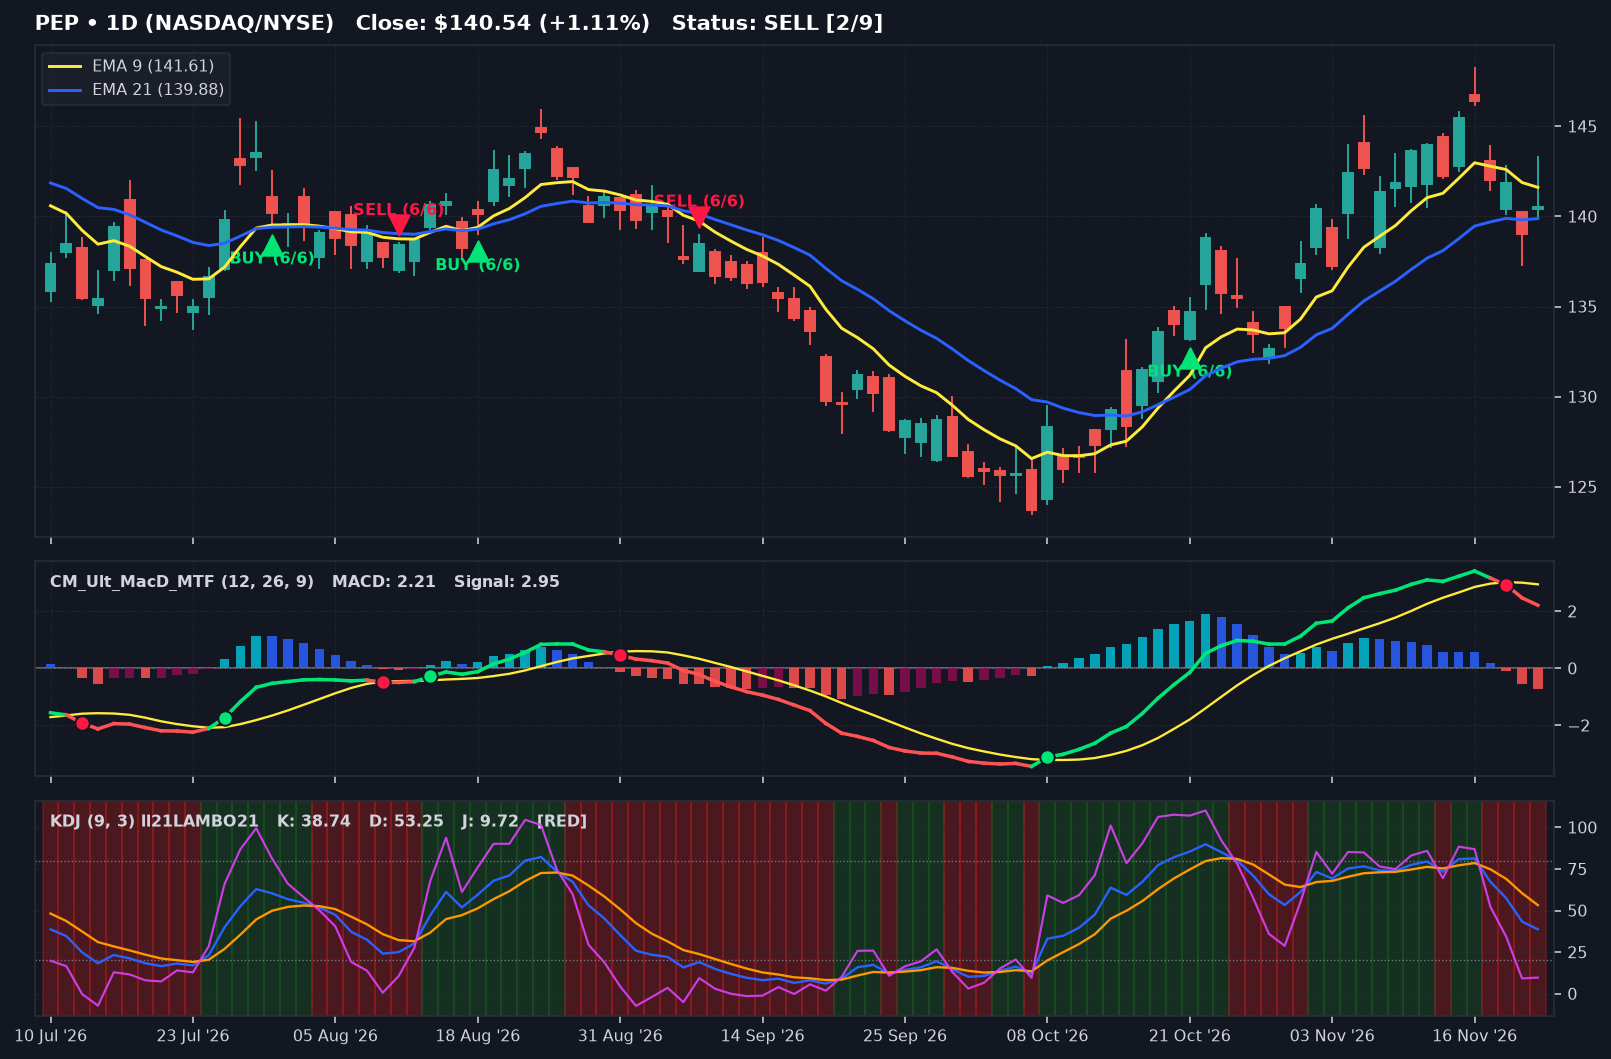 PEP • 1D (NASDAQ/NYSE)   Close: $140.54 (+1.11%)   Status: SELL [2/9]
EMA 9 (141.61)
EMA 21 (139.88)
145
140
135
130
125
SELL (6/6)
SELL (6/6)
BUY (6/6)
BUY (6/6)
BUY (6/6)
CM_Ult_MacD_MTF (12, 26, 9)   MACD: 2.21   Signal: 2.95
2
0
−2
KDJ (9, 3) II21LAMBO21   K: 38.74   D: 53.25   J: 9.72   [RED]
100
75
50
25
0
10 Jul '26   23 Jul '26   05 Aug '26   18 Aug '26   31 Aug '26   14 Sep '26   25 Sep '26   08 Oct '26   21 Oct '26   03 Nov '26   16 Nov '26